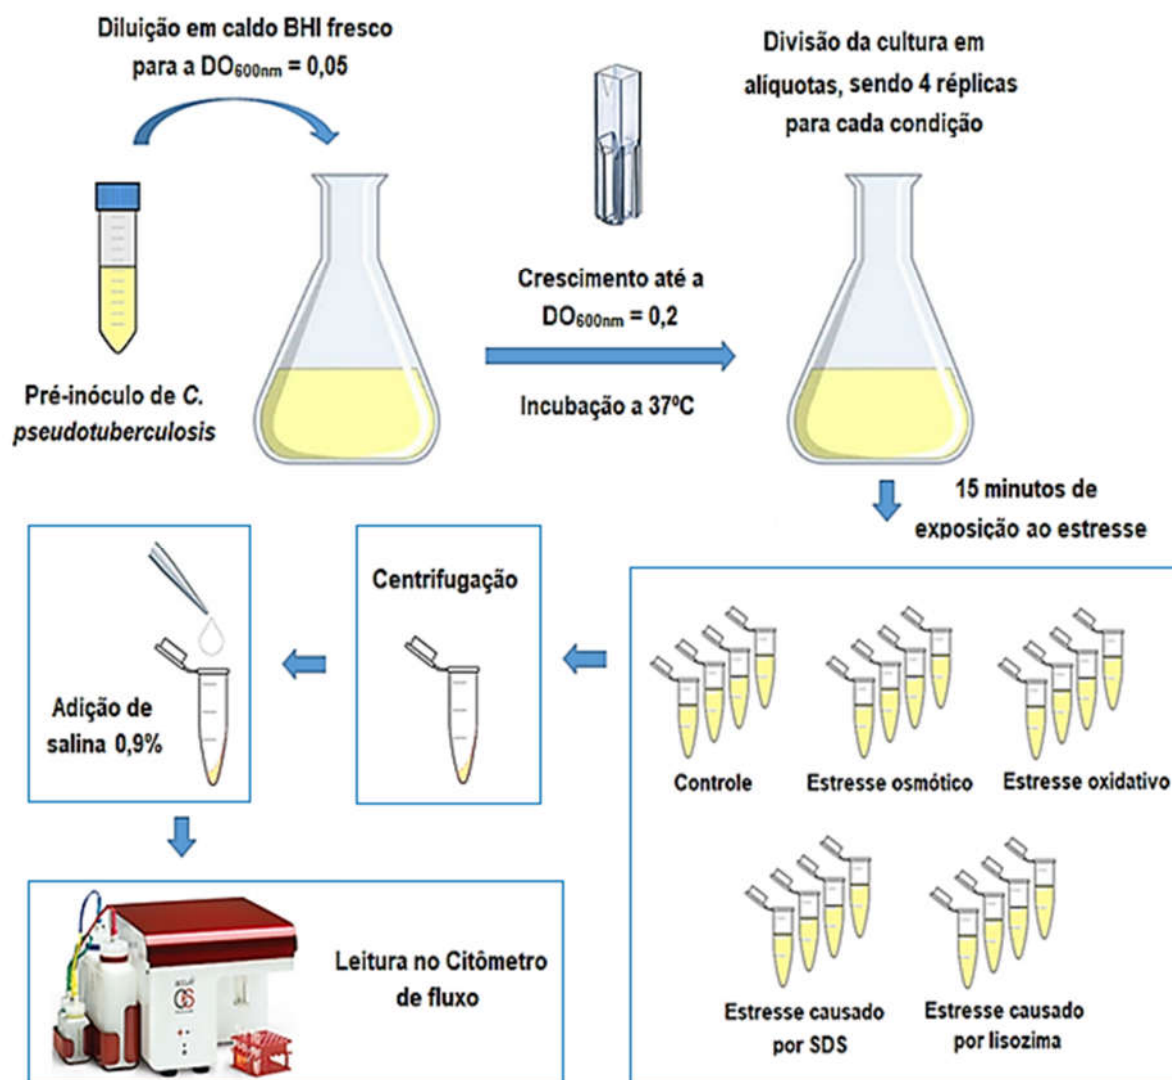 Diluição em caldo BHI fresco
para a DO600nm = 0,05
Divisão da cultura em
alíquotas, sendo 4 réplicas
para cada condição
Pré-inóculo de C.
pseudotuberculosis
Crescimento até a
DO600nm = 0,2
Incubação a 37ºC
15 minutos de
exposição ao estresse
Controle
Estresse osmótico
Estresse oxidativo
Estresse causado
por SDS
Estresse causado
por lisozima
Centrifugação
Adição de
salina 0,9%
Leitura no Citômetro
de fluxo